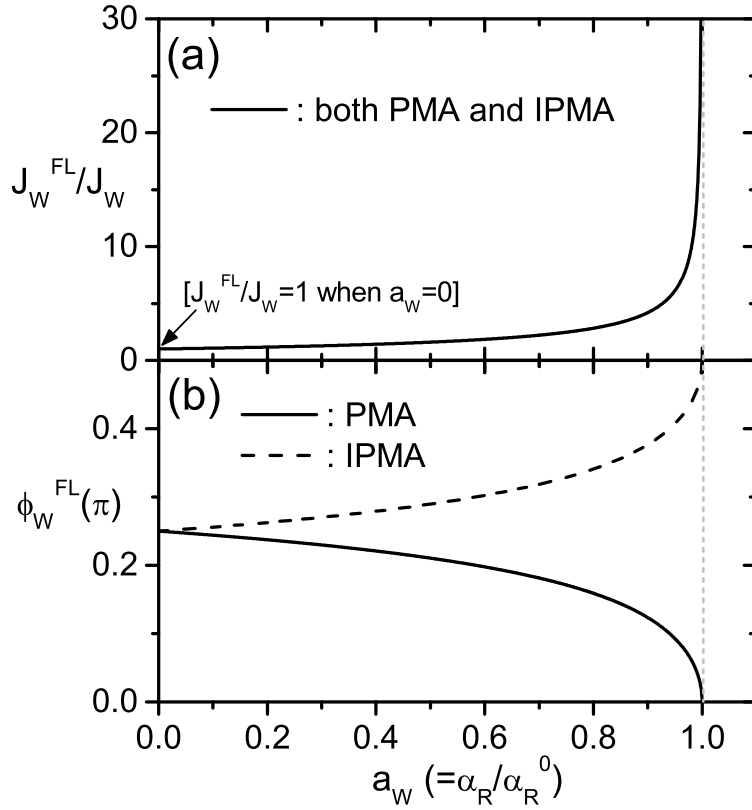 30
(a)
— : both PMA and IPMA
20
J_W^FL/J_W
10
[J_W^FL/J_W=1 when a_W=0]
0
(b)
— : PMA
0.4
-- : IPMA
ϕ_W^FL(π)
0.2
0.0
0.0 0.2 0.4 0.6 0.8 1.0
a_W (=α_R/α_R^0)